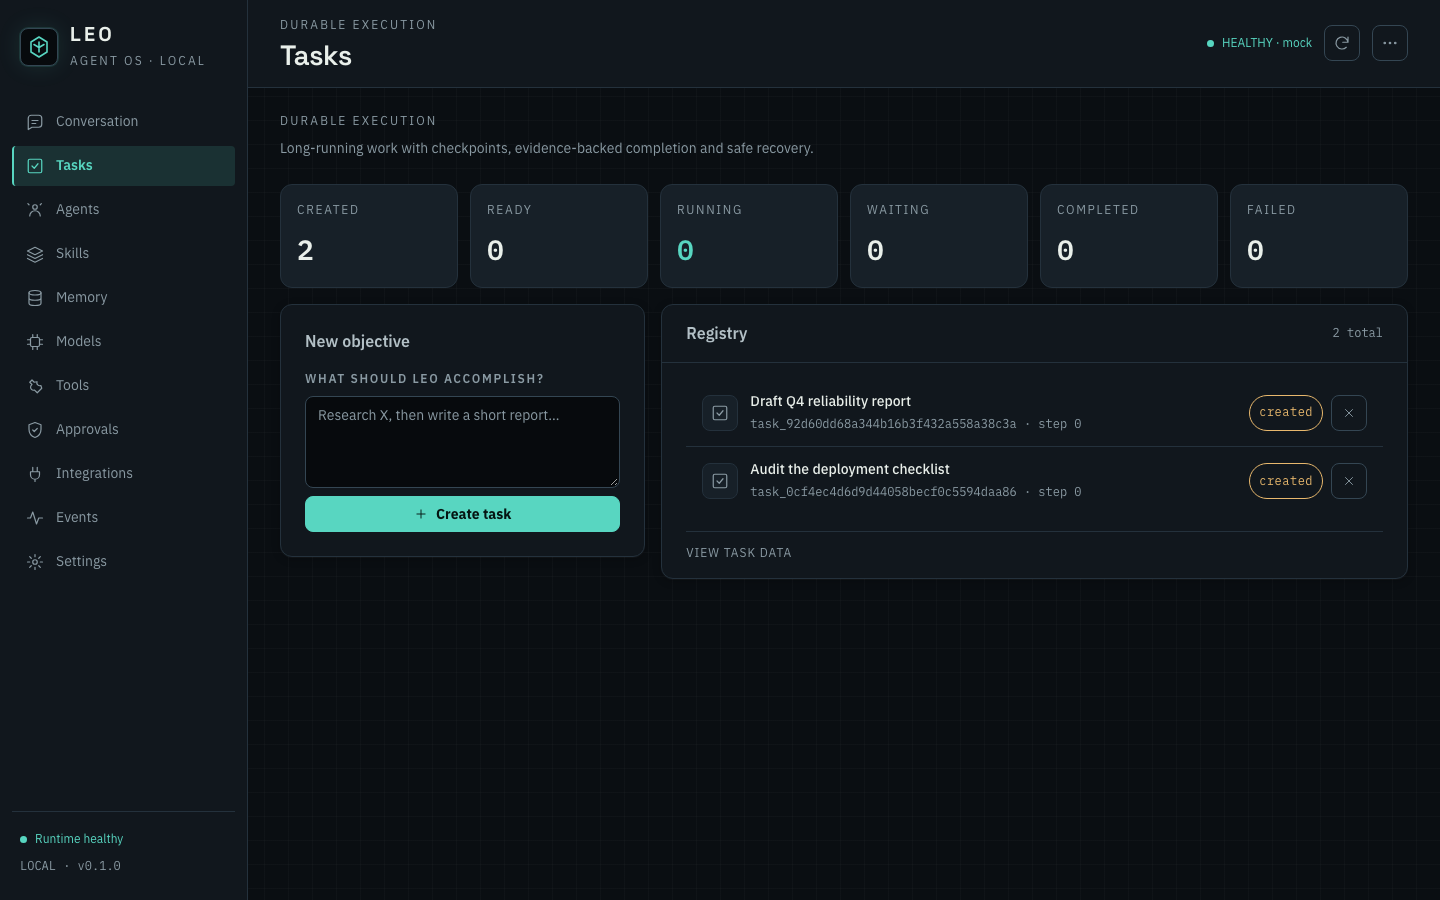 LEO
AGENT OS · LOCAL
Conversation
Tasks
Agents
Skills
Memory
Models
Tools
Approvals
Integrations
Events
Settings
Runtime healthy
LOCAL · v0.1.0
DURABLE EXECUTION
Tasks
HEALTHY · mock
DURABLE EXECUTION
Long-running work with checkpoints, evidence-backed completion and safe recovery.
CREATED
2
READY
0
RUNNING
0
WAITING
0
COMPLETED
0
FAILED
0
New objective
WHAT SHOULD LEO ACCOMPLISH?
Research X, then write a short report...
Create task
Registry
2 total
Draft Q4 reliability report
task_92d60dd68a344b16b3f432a558a38c3a · step 0
created
Audit the deployment checklist
task_0cf4ec4d6d9d44058becf0c5594daa86 · step 0
created
VIEW TASK DATA